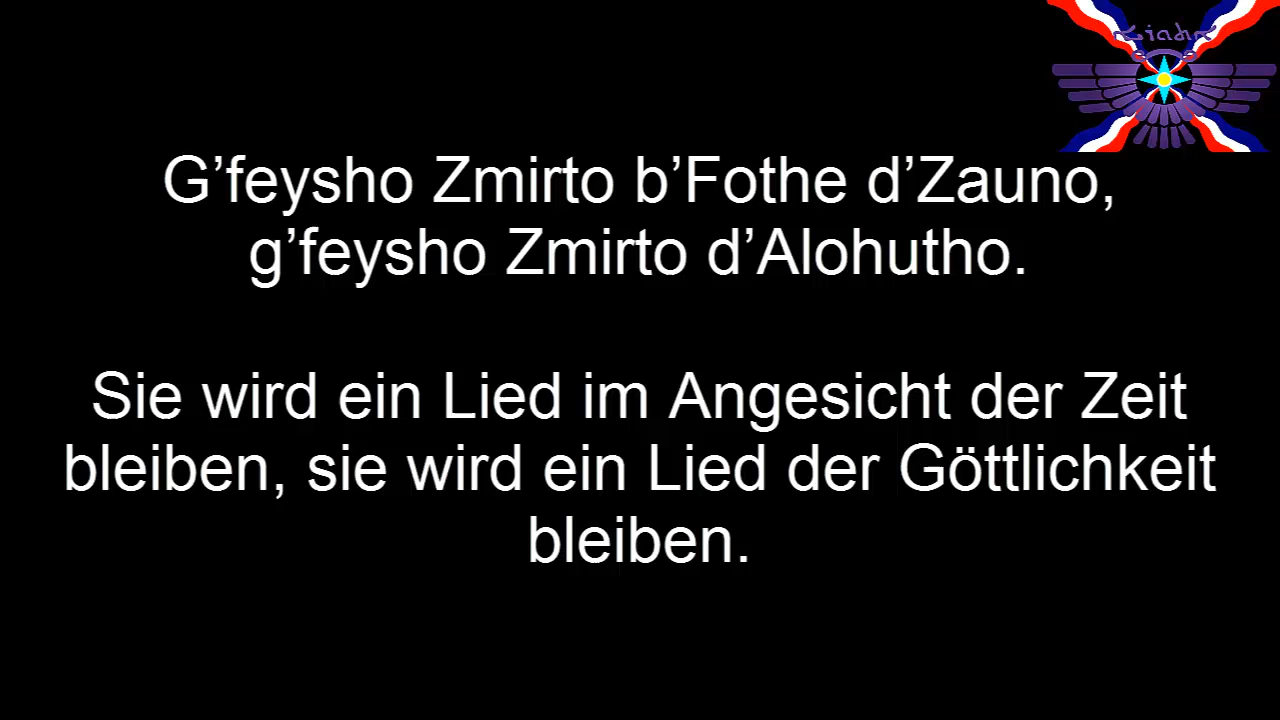 G’feysho Zmirto b’Fothe d’Zauno,
g’feysho Zmirto d’Alohutho.
Sie wird ein Lied im Angesicht der Zeit
bleiben, sie wird ein Lied der Göttlichkeit
bleiben.